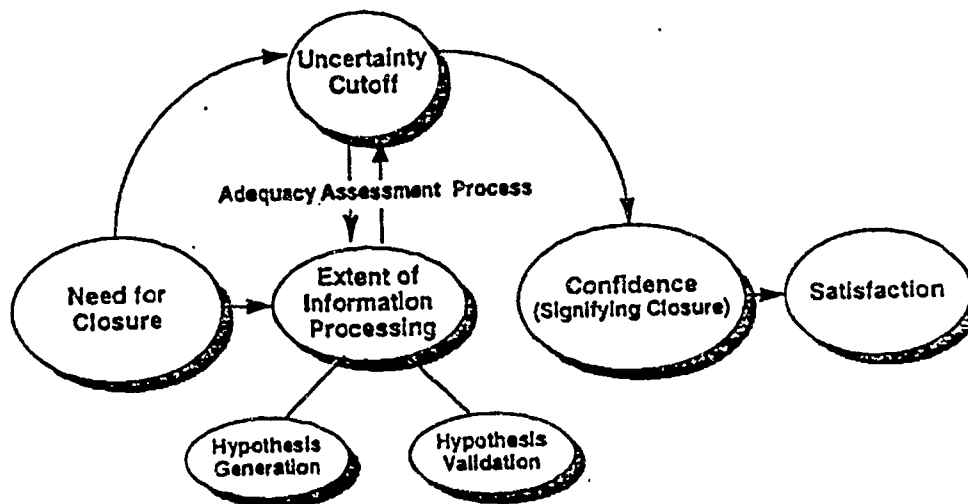 Uncertainty
Cutoff
Adequacy Assessment Process
Need for
Closure
Extent of
Information
Processing
Confidence
(Signifying Closure)
Satisfaction
Hypothesis
Generation
Hypothesis
Validation